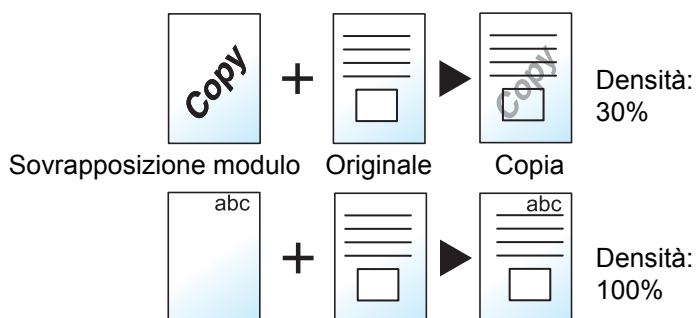 Copy
Copy
Densità:
30%
Sovrapposizione modulo Originale Copia
abc
abc
Densità:
100%